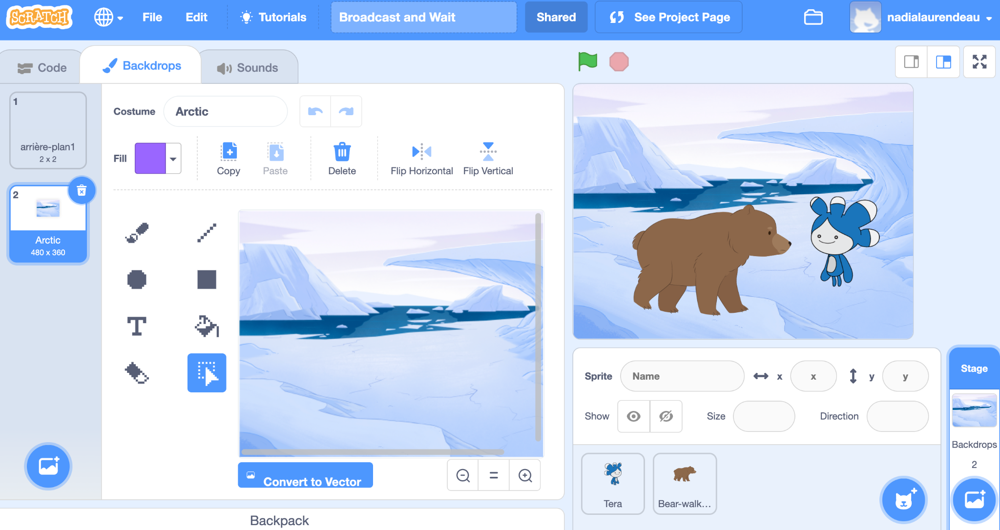 SCRATCH File Edit Tutorials Broadcast and Wait Shared See Project Page nadialaurendeau
Code Backdrops Sounds
1
arrière-plan1
2 x 2
2
Arctic
480 x 360
Costume Arctic
Fill Copy Paste Delete Flip Horizontal Flip Vertical
T
Convert to Vector
Backpack
Sprite Name x x y y
Show Size Direction
Tera Bear-walk...
Stage
Backdrops
2